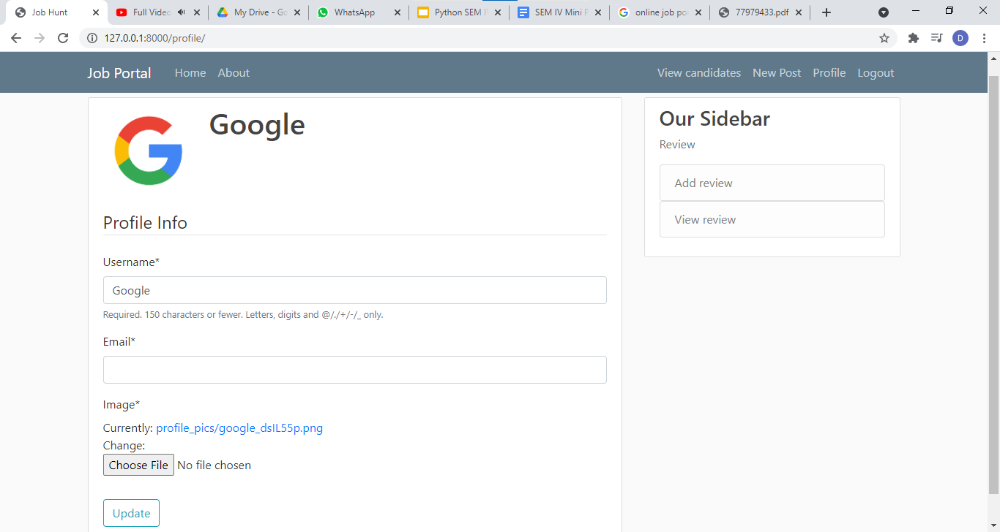 Job Hunt
Full Video
My Drive - Go
WhatsApp
Python SEM I
SEM IV Mini P
online job po
77979433.pdf
127.0.0.1:8000/profile/
D
Job Portal Home About View candidates New Post Profile Logout
Google
Profile Info
Username*
Google
Required. 150 characters or fewer. Letters, digits and @/./+/-/_ only.
Email*
Image*
Currently: profile_pics/google_dsIL55p.png
Change:
Choose File No file chosen
Update
Our Sidebar
Review
Add review
View review